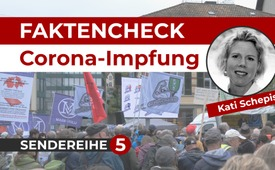 FAKTENCHECK
Corona-Impfung
Kati Schepis
SENDEREIHE 5